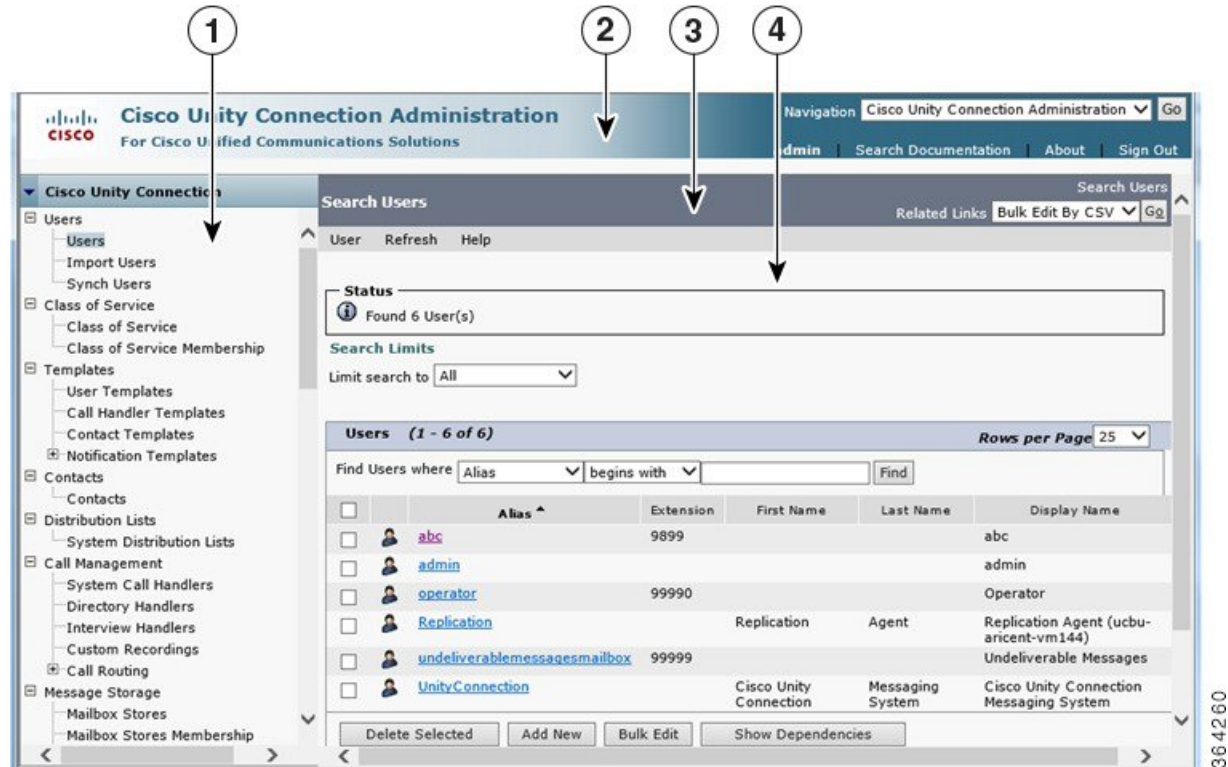 1 2 3 4
CISCO
Cisco Unity Connection Administration
For Cisco Unified Communications Solutions
Navigation Cisco Unity Connection Administration Go
admin Search Documentation About Sign Out
Cisco Unity Connection
Users
Users
Import Users
Synch Users
Class of Service
Class of Service
Class of Service Membership
Templates
User Templates
Call Handler Templates
Contact Templates
Notification Templates
Contacts
Contacts
Distribution Lists
System Distribution Lists
Call Management
System Call Handlers
Directory Handlers
Interview Handlers
Custom Recordings
Call Routing
Message Storage
Mailbox Stores
Mailbox Stores Membership
Search Users
Search Users
Related Links Bulk Edit By CSV Go
User Refresh Help
Status
Found 6 User(s)
Search Limits
Limit search to All
Users (1 - 6 of 6)
Rows per Page 25
Find Users where Alias begins with Find
Alias Extension First Name Last Name Display Name
abc 9899 abc
admin admin
operator 99990 Operator
Replication Replication Agent Replication Agent (ucbu-
aricent-vm144)
undeliverablemessagesmailbox 99999 Undeliverable Messages
UnityConnection Cisco Unity Messaging Cisco Unity Connection
Connection System Messaging System
Delete Selected Add New Bulk Edit Show Dependencies
364260